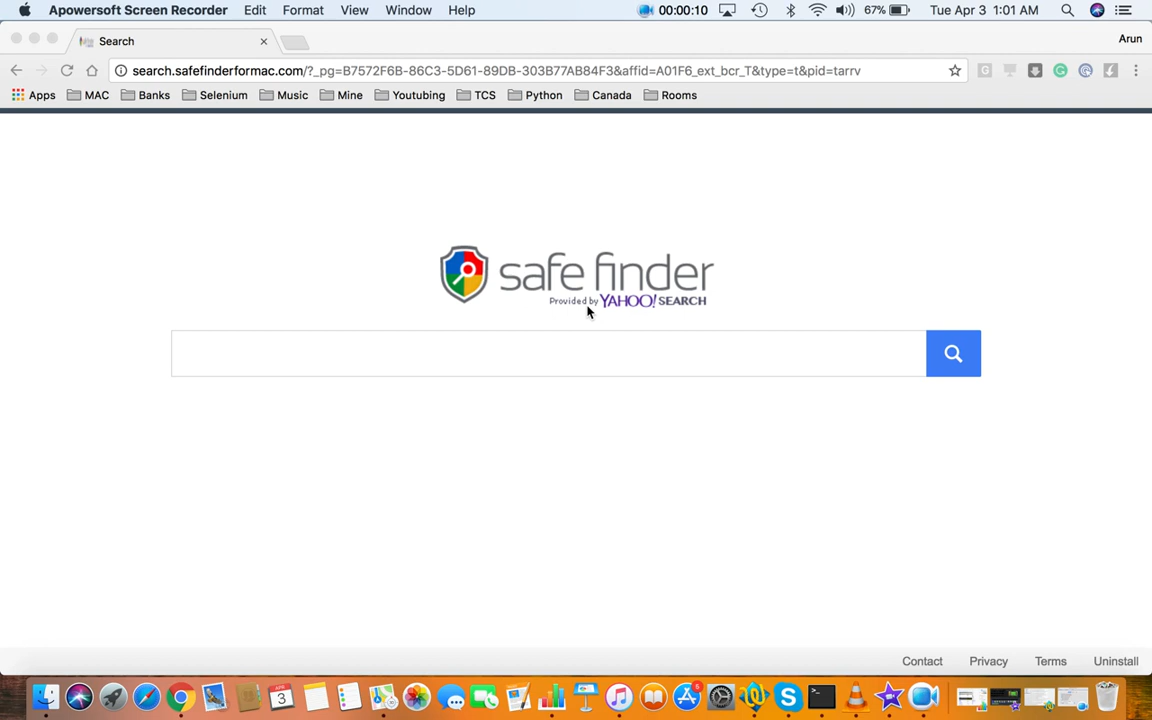 Apowersoft Screen Recorder Edit Format View Window Help 00:00:10 67% Tue Apr 3 1:01 AM
Search Arun
search.safefinderformac.com/?_pg=B7572F6B-86C3-5D61-89DB-303B77AB84F3&affid=A01F6_ext_bcr_T&type=t&pid=tarrv
Apps MAC Banks Selenium Music Mine Youtubing TCS Python Canada Rooms
safe finder
Provided by YAHOO! SEARCH
Contact Privacy Terms Uninstall